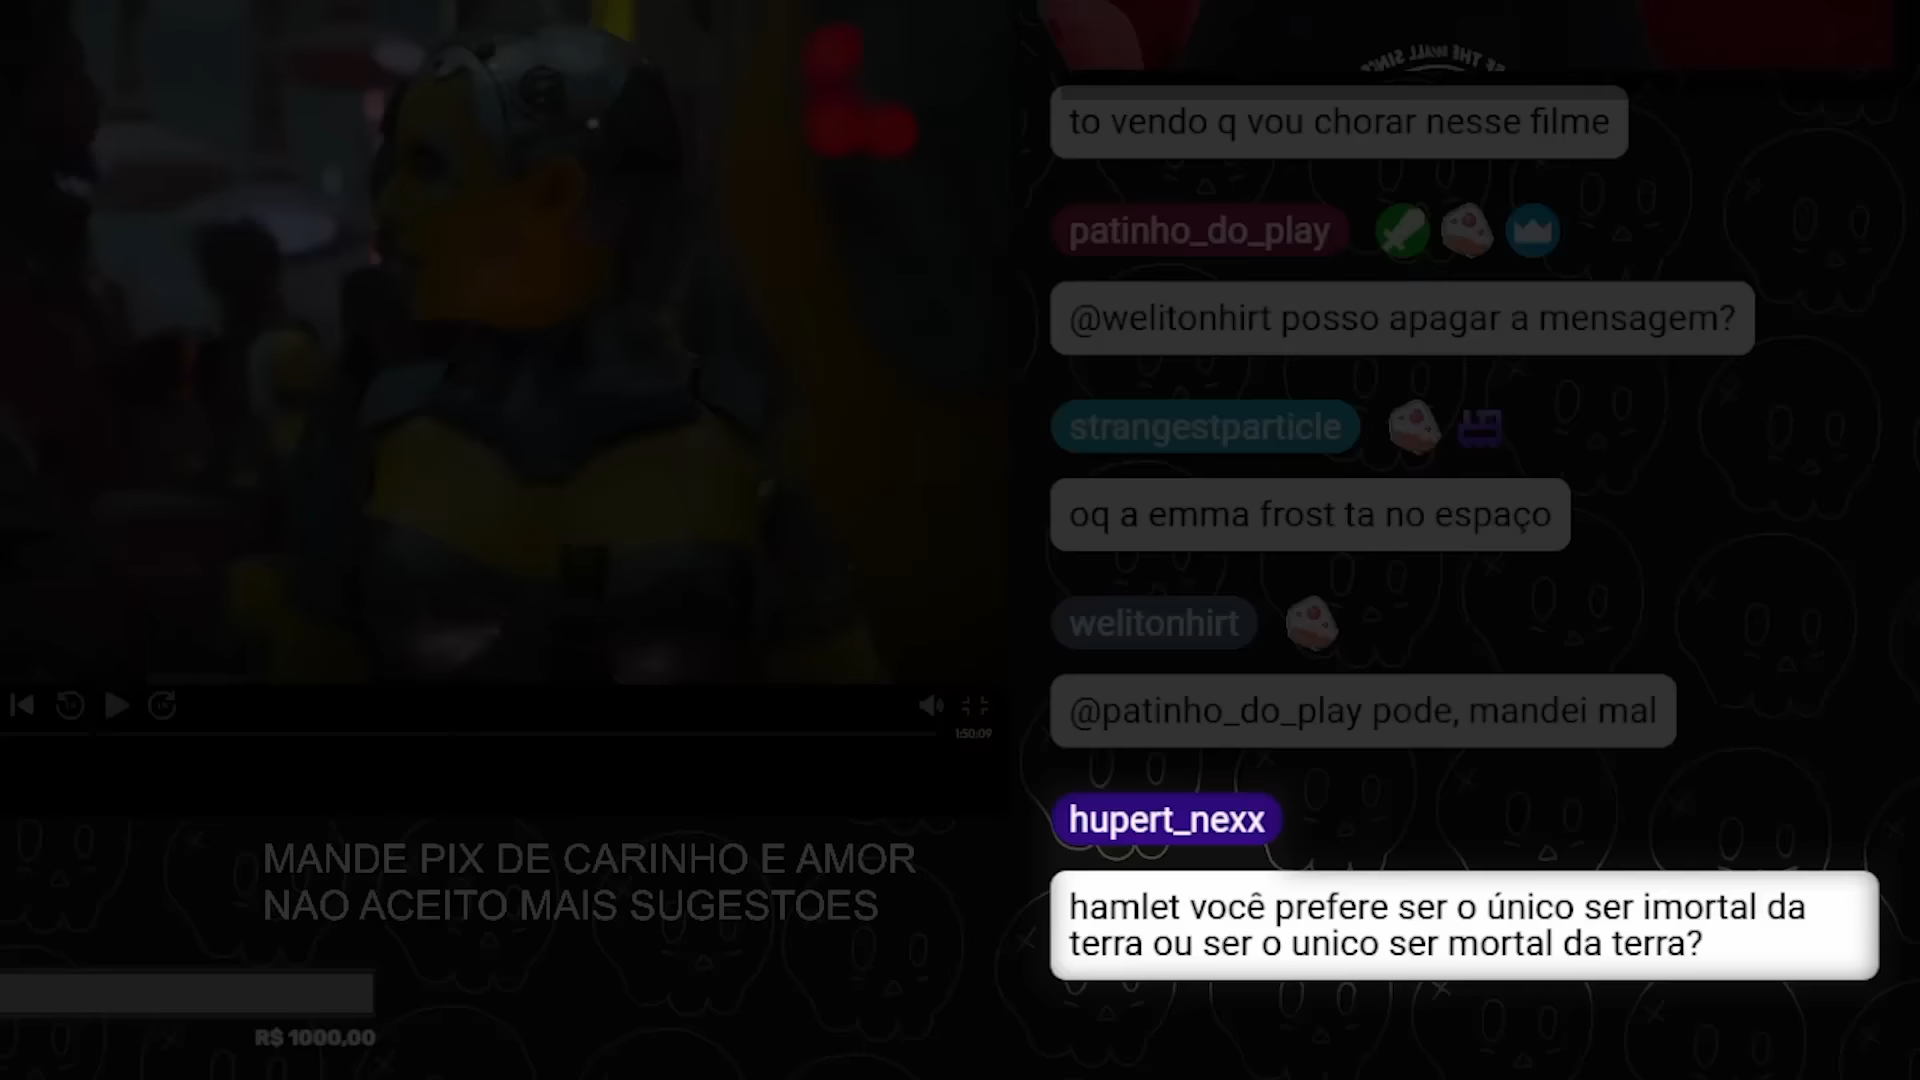 to vendo q vou chorar nesse filme
patinho_do_play
@welitonhirt posso apagar a mensagem?
strangestparticle
oq a emma frost ta no espaço
welitonhirt
@patinho_do_play pode, mandei mal
hupert_nexx
hamlet você prefere ser o único ser imortal da
terra ou ser o unico ser mortal da terra?
1:50:09
MANDE PIX DE CARINHO E AMOR
NAO ACEITO MAIS SUGESTOES
R$ 1000,00